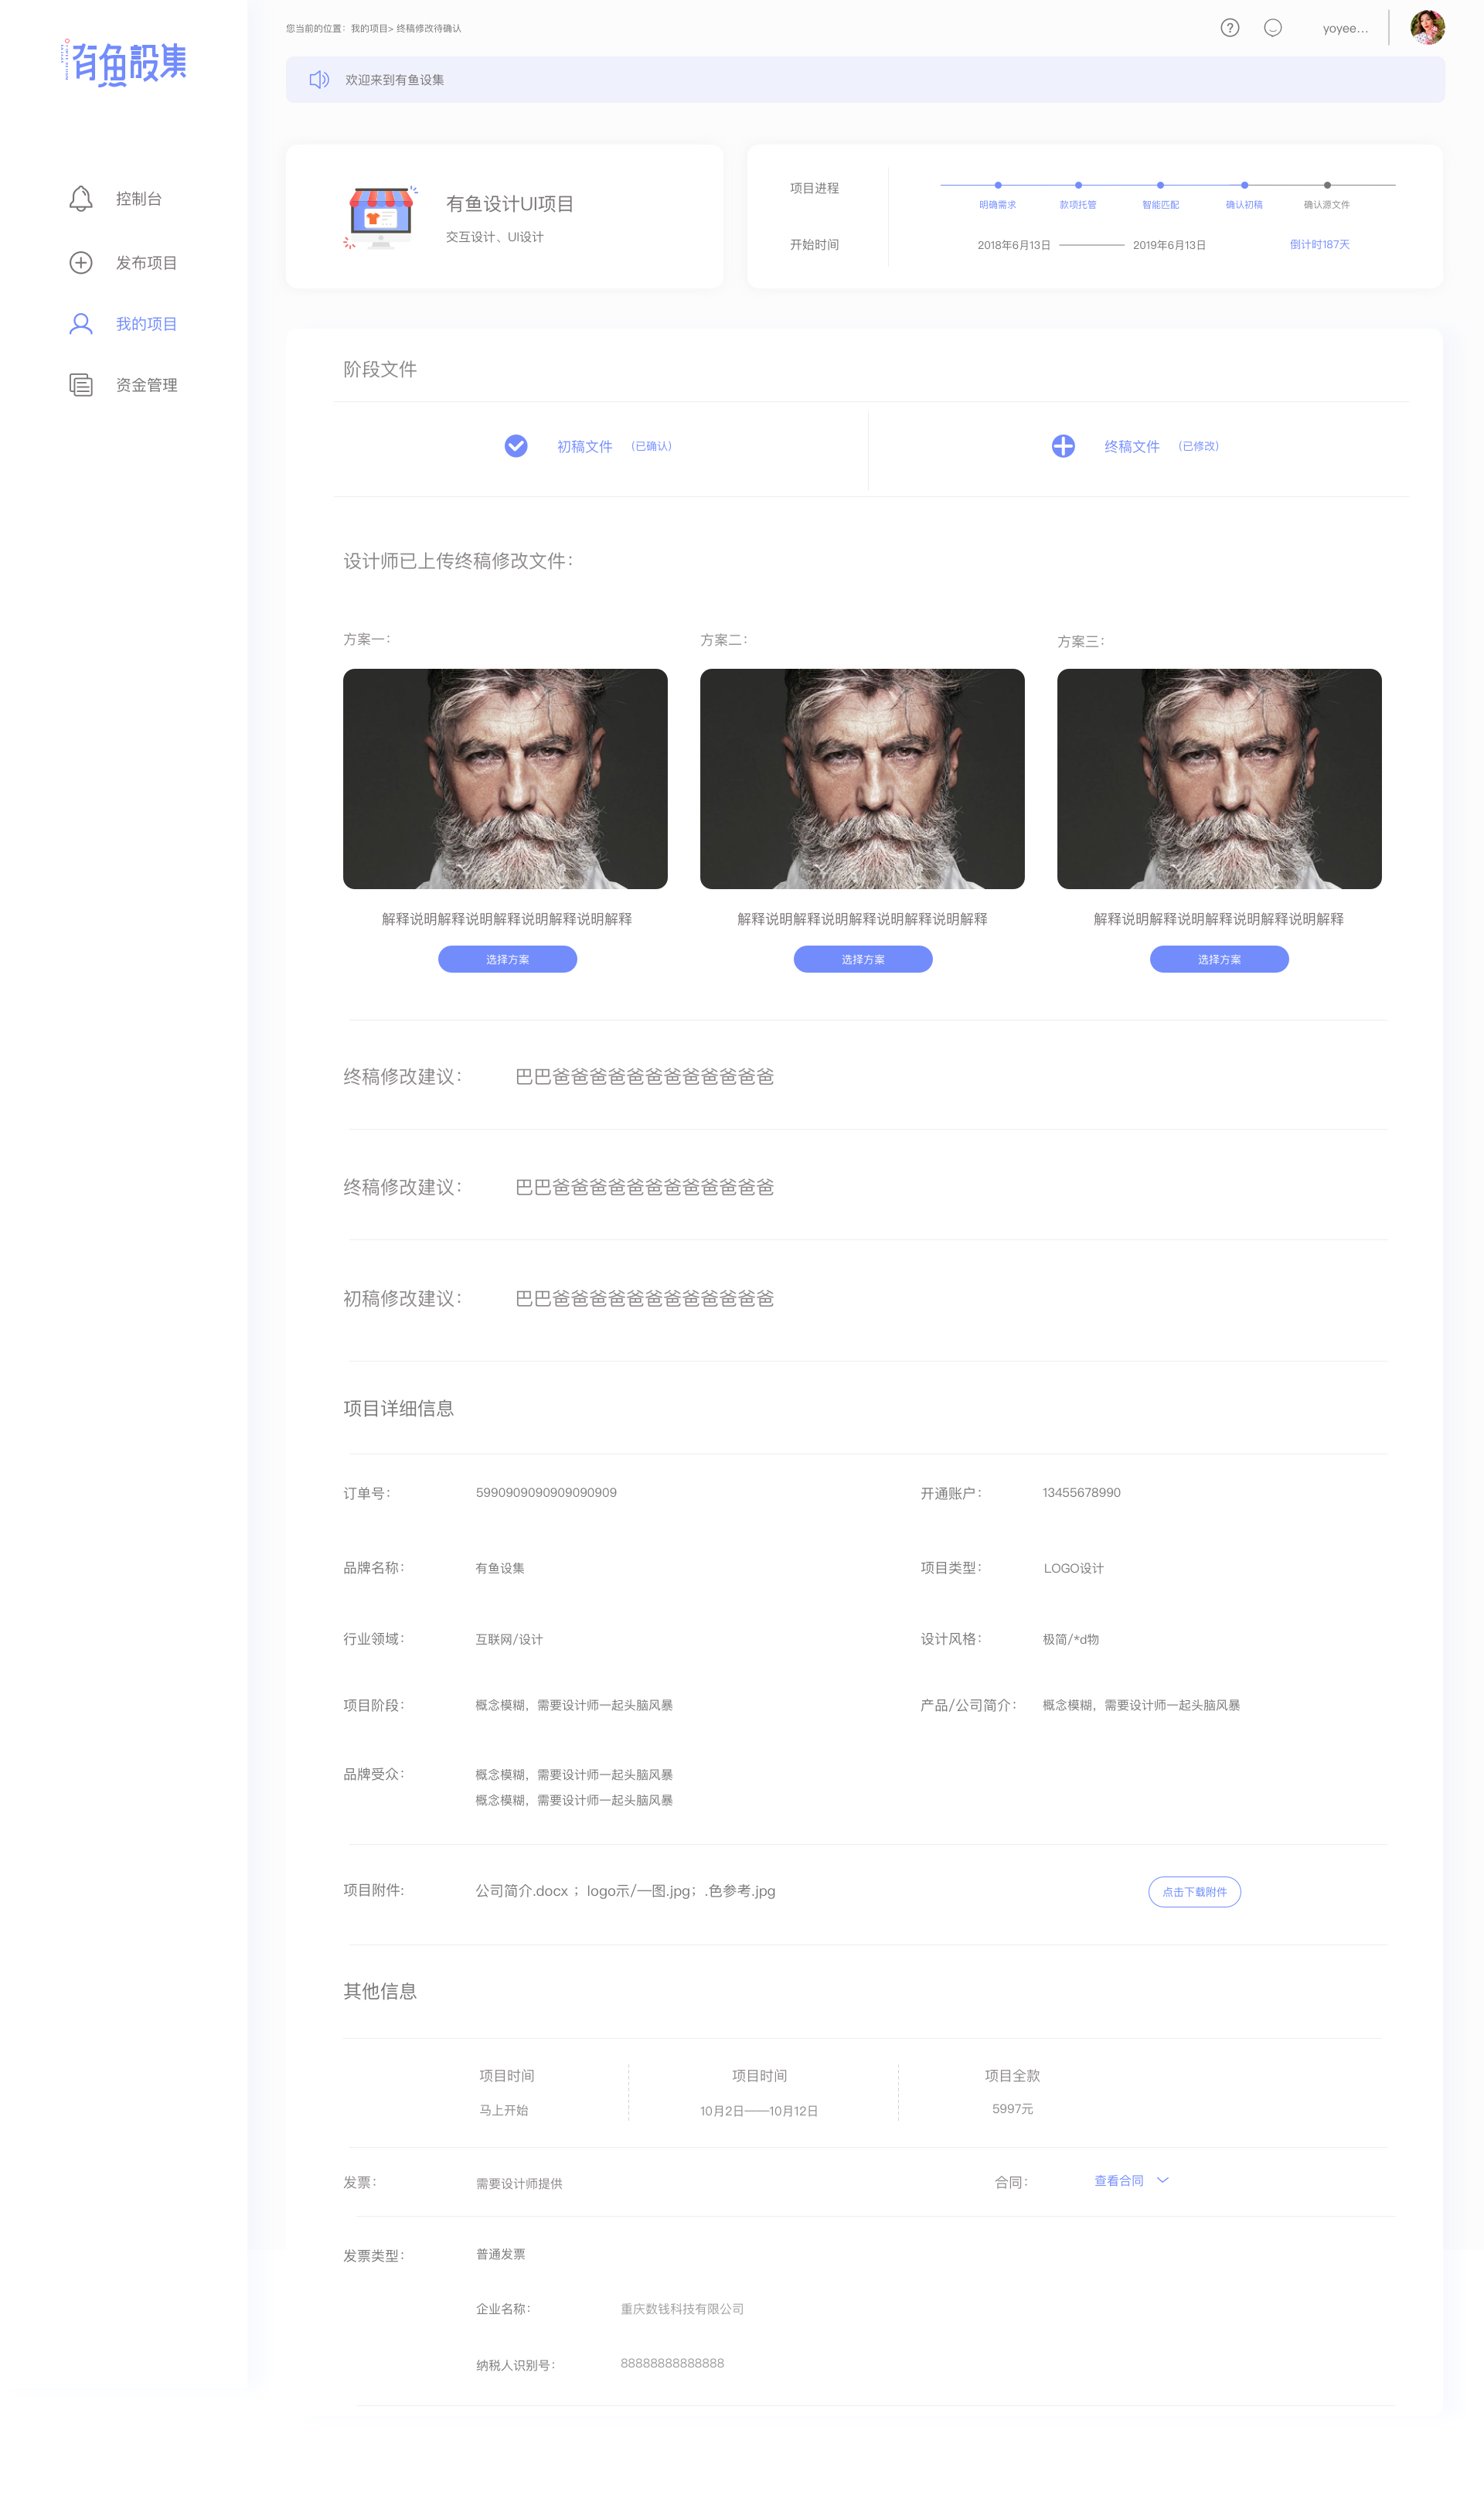 有魚設集
您当前的位置：我的项目> 终稿修改待确认
yoyee...
欢迎来到有鱼设集
控制台
发布项目
我的项目
资金管理
有鱼设计UI项目
交互设计、UI设计
项目进程
明确需求
款项托管
智能匹配
确认初稿
确认源文件
开始时间
2018年6月13日
2019年6月13日
倒计时187天
阶段文件
初稿文件 （已确认）
终稿文件 （已修改）
设计师已上传终稿修改文件：
方案一：
方案二：
方案三：
解释说明解释说明解释说明解释说明解释
解释说明解释说明解释说明解释说明解释
解释说明解释说明解释说明解释说明解释
选择方案
选择方案
选择方案
终稿修改建议： 巴巴爸爸爸爸爸爸爸爸爸爸爸爸
终稿修改建议： 巴巴爸爸爸爸爸爸爸爸爸爸爸爸
初稿修改建议： 巴巴爸爸爸爸爸爸爸爸爸爸爸爸
项目详细信息
订单号： 5990909090909090909
开通账户： 13455678990
品牌名称： 有鱼设集
项目类型： LOGO设计
行业领域： 互联网/设计
设计风格： 极简/*d物
项目阶段： 概念模糊，需要设计师一起头脑风暴
产品/公司简介： 概念模糊，需要设计师一起头脑风暴
品牌受众： 概念模糊，需要设计师一起头脑风暴
概念模糊，需要设计师一起头脑风暴
项目附件: 公司简介.docx ；logo示/—图.jpg；.色参考.jpg
点击下载附件
其他信息
项目时间
项目时间
项目全款
马上开始
10月2日——10月12日
5997元
发票： 需要设计师提供
合同： 查看合同
发票类型： 普通发票
企业名称： 重庆数钱科技有限公司
纳税人识别号： 88888888888888